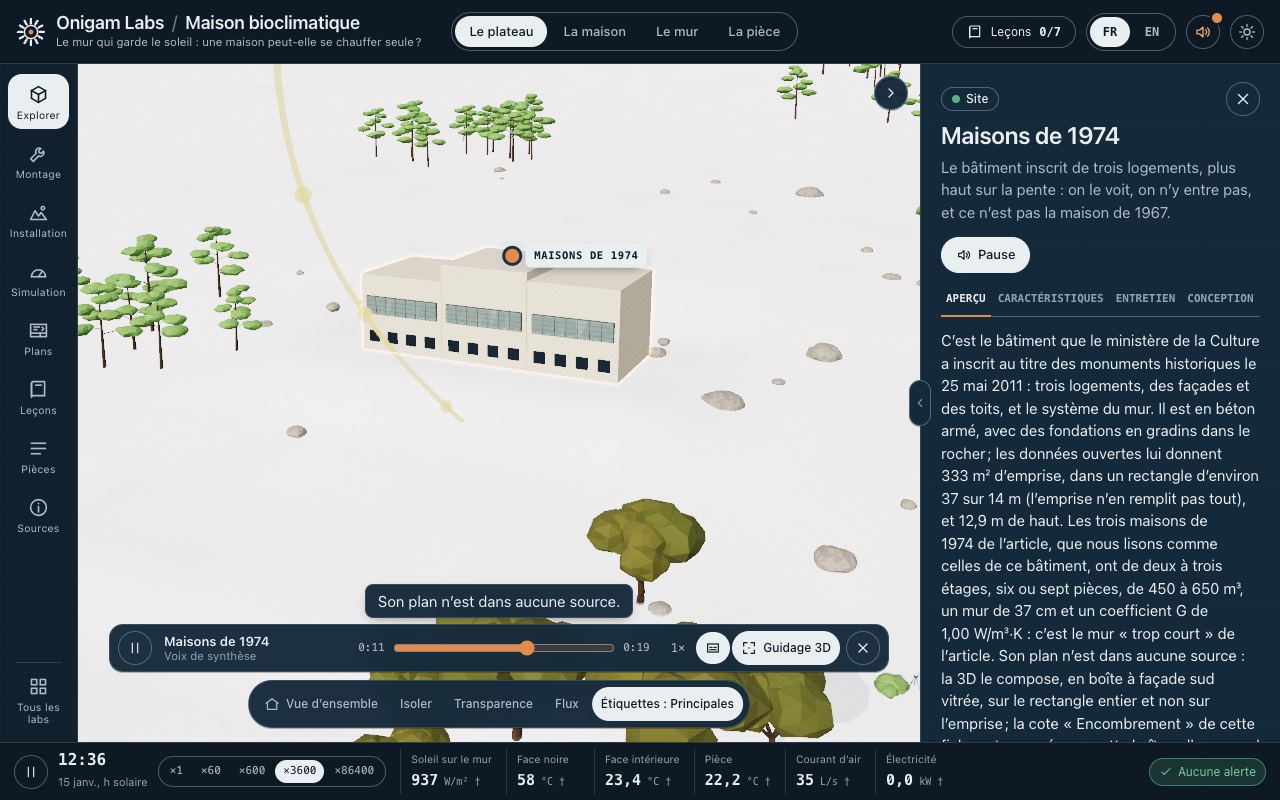 Origam Labs / Maison bioclimatique
Le mur qui garde le soleil : une maison peut-elle se chauffer seule ?
Le plateau
La maison
Le mur
La pièce
Leçons 0/7
FR
EN
Explorer
Montage
Installation
Simulation
Plans
Leçons
Pièces
Sources
Tous les
labs
MAISONS DE 1974
Son plan n’est dans aucune source.
Maisons de 1974
Voix de synthèse
0:11
0:19
1×
Guidage 3D
Vue d’ensemble
Isoler
Transparence
Flux
Étiquettes : Principales
Site
Maisons de 1974
Le bâtiment inscrit de trois logements, plus
haut sur la pente : on le voit, on n’y entre pas,
et ce n’est pas la maison de 1967.
Pause
APERÇU
CARACTÉRISTIQUES
ENTRETIEN
CONCEPTION
C’est le bâtiment que le ministère de la Culture
a inscrit au titre des monuments historiques le
25 mai 2011 : trois logements, des façades et
des toits, et le système du mur. Il est en béton
armé, avec des fondations en gradins dans le
rocher ; les données ouvertes lui donnent
333 m² d’emprise, dans un rectangle d’environ
37 sur 14 m (l’emprise n’en remplit pas tout),
et 12,9 m de haut. Les trois maisons de
1974 de l’article, que nous lisons comme
celles de ce bâtiment, ont de deux à trois
étages, six ou sept pièces, de 450 à 650 m³,
un mur de 37 cm et un coefficient G de
1,00 W/m³·K : c’est le mur « trop court » de
l’article. Son plan n’est dans aucune source :
la 3D le compose, en boîte à façade sud
vitrée, sur le rectangle entier et non sur
l’emprise ; la cote « Encombrement » de cette
12:36
15 janv., h solaire
×1
×60
×600
×3600
×86400
Soleil sur le mur
937 W/m² †
Face noire
58 °C †
Face intérieure
23,4 °C †
Pièce
22,2 °C †
Courant d’air
35 L/s †
Électricité
0,0 kW †
Aucune alerte